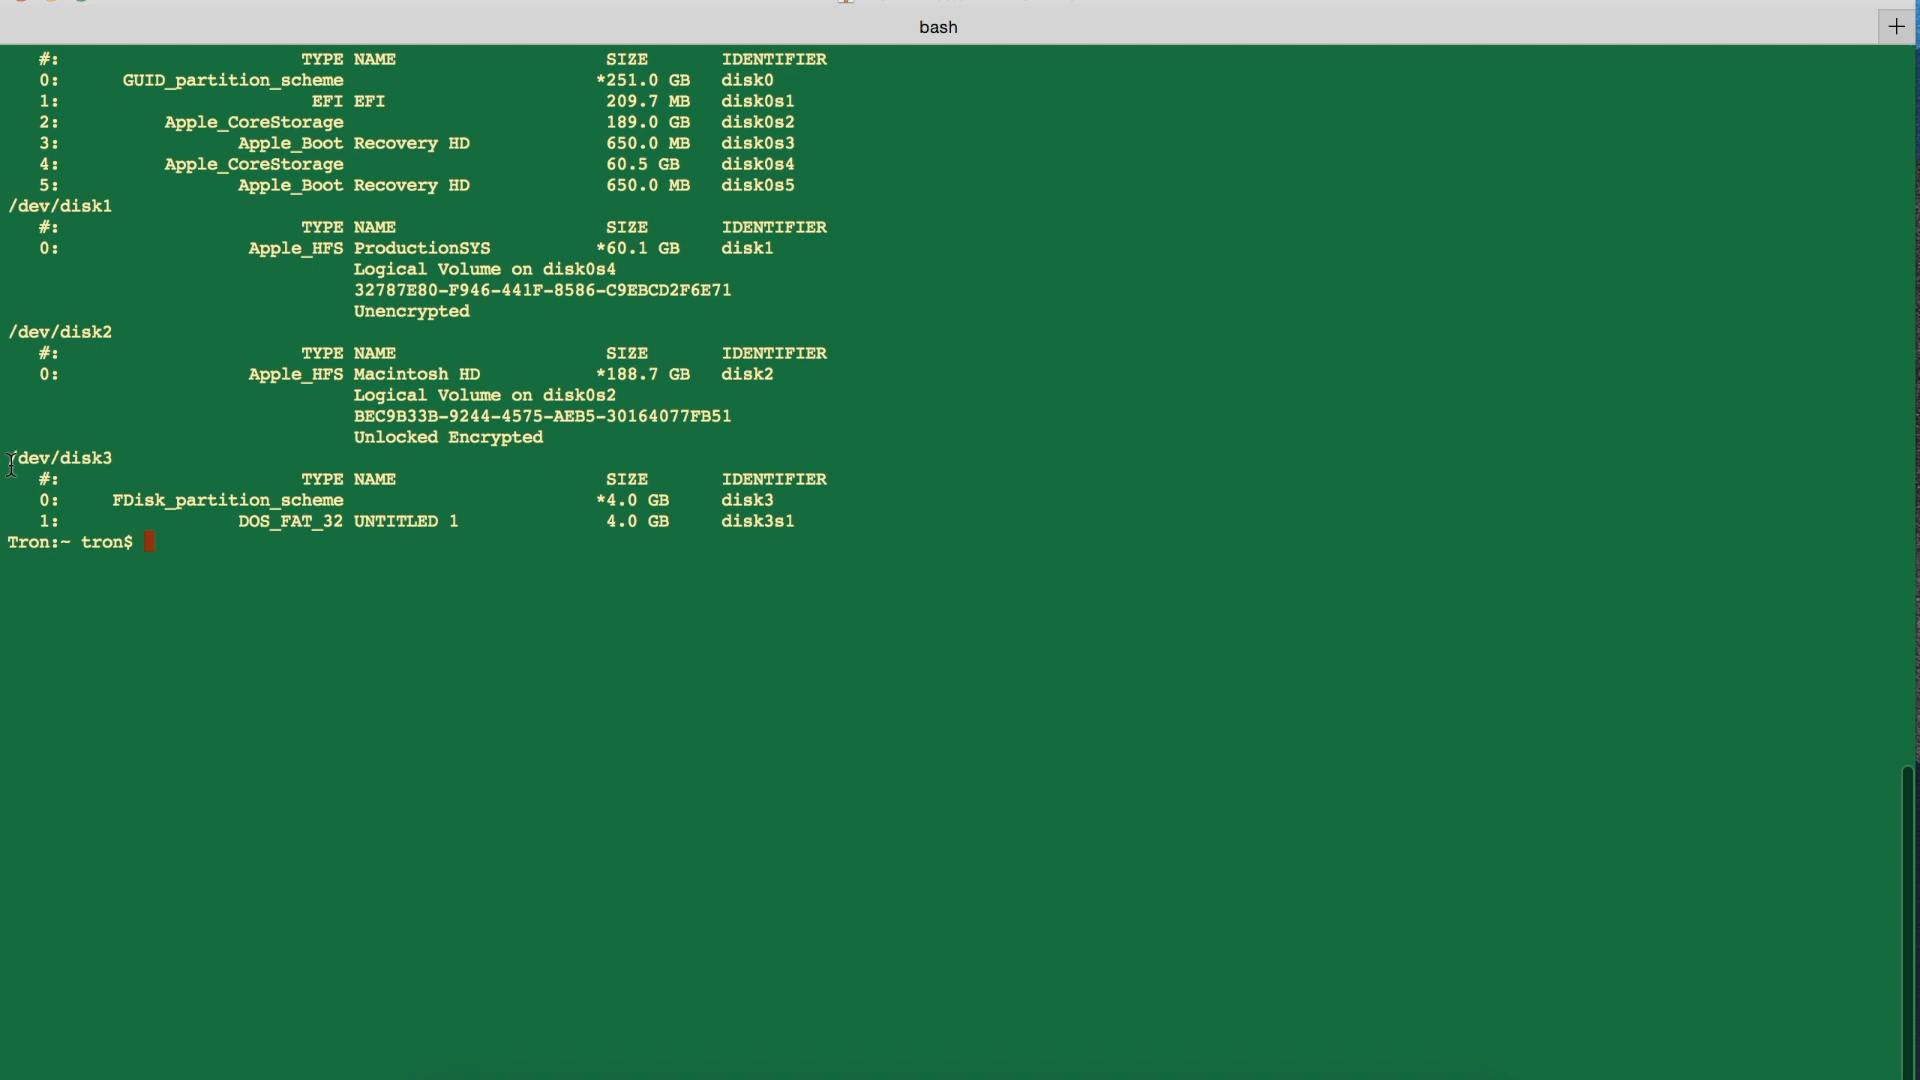 bash
#: TYPE NAME SIZE IDENTIFIER
0: GUID_partition_scheme *251.0 GB disk0
1: EFI EFI 209.7 MB disk0s1
2: Apple_CoreStorage 189.0 GB disk0s2
3: Apple_Boot Recovery HD 650.0 MB disk0s3
4: Apple_CoreStorage 60.5 GB disk0s4
5: Apple_Boot Recovery HD 650.0 MB disk0s5
/dev/disk1
#: TYPE NAME SIZE IDENTIFIER
0: Apple_HFS ProductionSYS *60.1 GB disk1
Logical Volume on disk0s4
32787E80-F946-441F-8586-C9EBCD2F6E71
Unencrypted
/dev/disk2
#: TYPE NAME SIZE IDENTIFIER
0: Apple_HFS Macintosh HD *188.7 GB disk2
Logical Volume on disk0s2
BEC9B33B-9244-4575-AEB5-30164077FB51
Unlocked Encrypted
/dev/disk3
#: TYPE NAME SIZE IDENTIFIER
0: FDisk_partition_scheme *4.0 GB disk3
1: DOS_FAT_32 UNTITLED 1 4.0 GB disk3s1
Tron:~ tron$